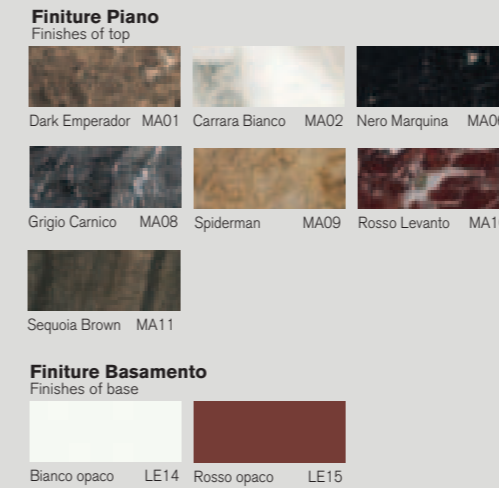 Finiture Piano
Finishes of top
Dark Emperador MA01 Carrara Bianco MA02 Nero Marquina
Grigio Carnico MA08 Spiderman MA09 Rosso Levanto
Sequoia Brown MA11
Finiture Basamento
Finishes of base
Bianco opaco LE14 Rosso opaco LE15